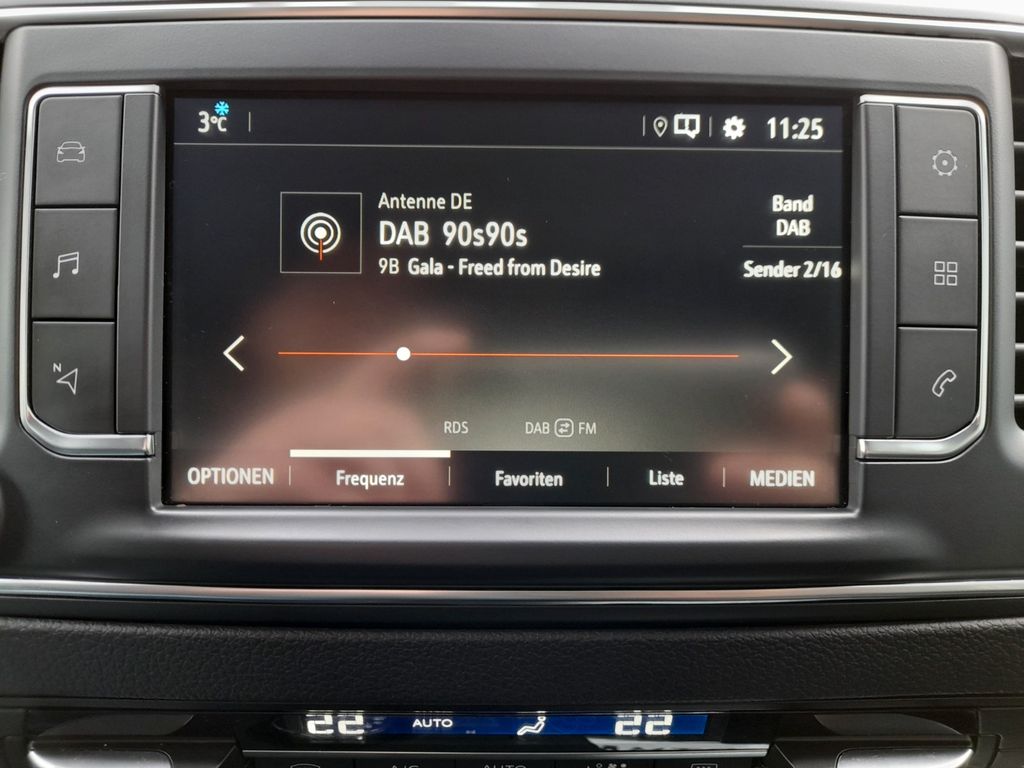 3°C
11:25
Antenne DE
DAB 90s90s
9B Gala - Freed from Desire
Band
DAB
Sender 2/16
N
RDS
DAB FM
OPTIONEN
Frequenz
Favoriten
Liste
MEDIEN
22 AUTO 22